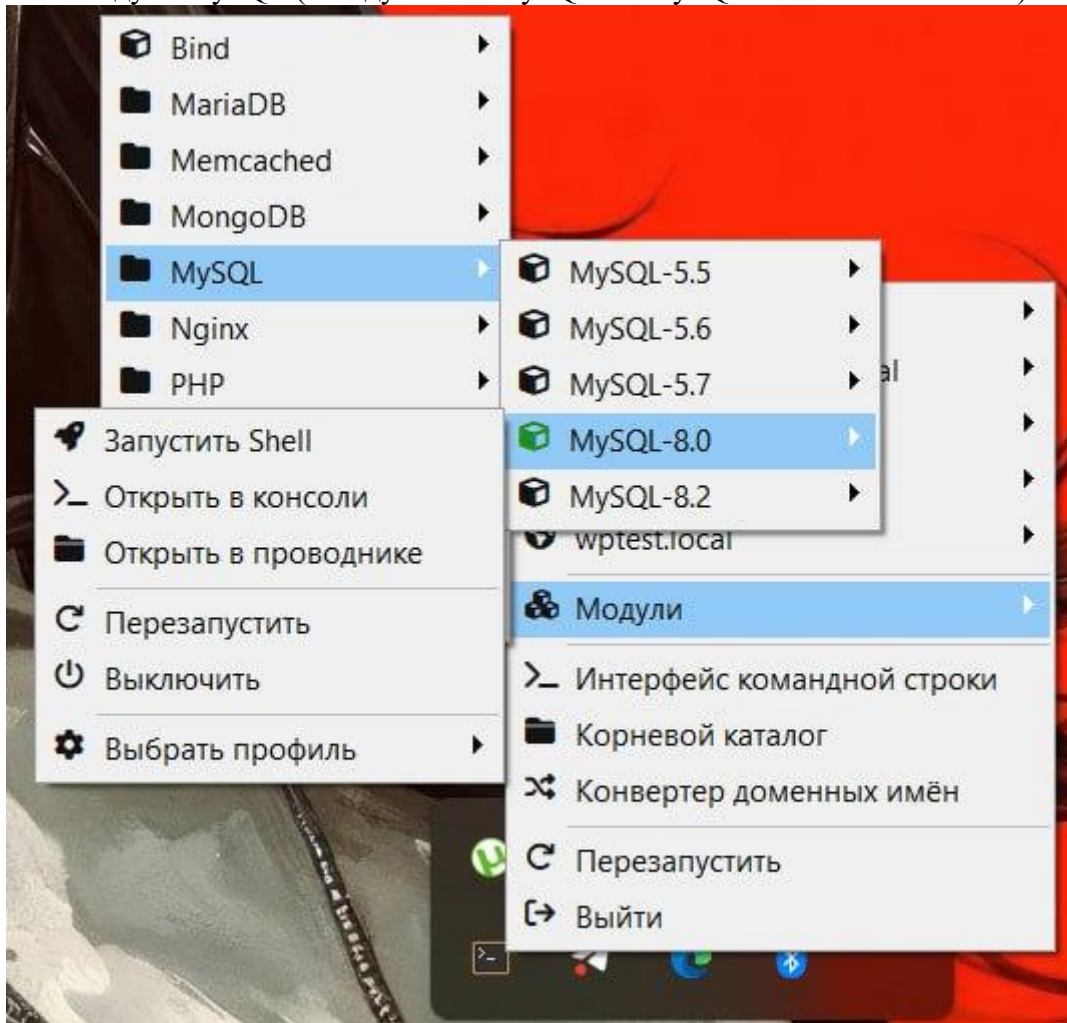 Bind
MariaDB
Memcached
MongoDB
MySQL
Nginx
PHP
MySQL-5.5
MySQL-5.6
MySQL-5.7
MySQL-8.0
MySQL-8.2
Запустить Shell
Открыть в консоли
Открыть в проводнике
Перезапустить
Выключить
Выбрать профиль
al
wptest.local
Модули
Интерфейс командной строки
Корневой каталог
Конвертер доменных имён
Перезапустить
Выйти